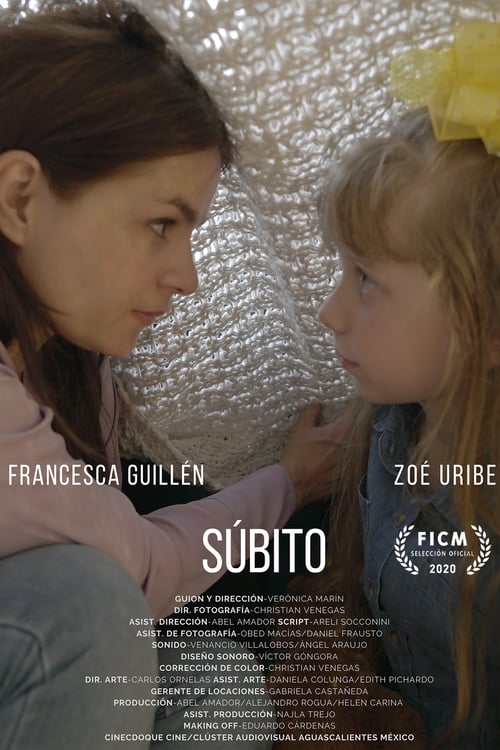 FRANCESCA GUILLÉN
ZOÉ URIBE
SÚBITO
FICM
SELECCIÓN OFICIAL
2020
GUION Y DIRECCIÓN-VERÓNICA MARÍN
DIR. FOTOGRAFÍA-CHRISTIAN VENEGAS
ASIST. DIRECCIÓN-ABEL AMADOR SCRIPT-ARELI SOCCONINI
ASIST. DE FOTOGRAFÍA-OBED MACÍAS/DANIEL FRAUSTO
SONIDO-VENANCIO VILLALOBOS/ÁNGEL ARAUJO
DISEÑO SONORO-VÍCTOR GÓNGORA
CORRECCIÓN DE COLOR-CHRISTIAN VENEGAS
DIR. ARTE-CARLOS ORNELAS ASIST. ARTE-DANIELA COLUNGA/EDITH PICHARDO
GERENTE DE LOCACIONES-GABRIELA CASTAÑEDA
PRODUCCIÓN-ABEL AMADOR/ALEJANDRO ROGUA/HELEN CARINA
ASIST. PRODUCCIÓN-NAJLA TREJO
MAKING OFF-EDUARDO CÁRDENAS
CINECDOQUE CINE/CLÚSTER AUDIOVISUAL AGUASCALIENTES MÉXICO